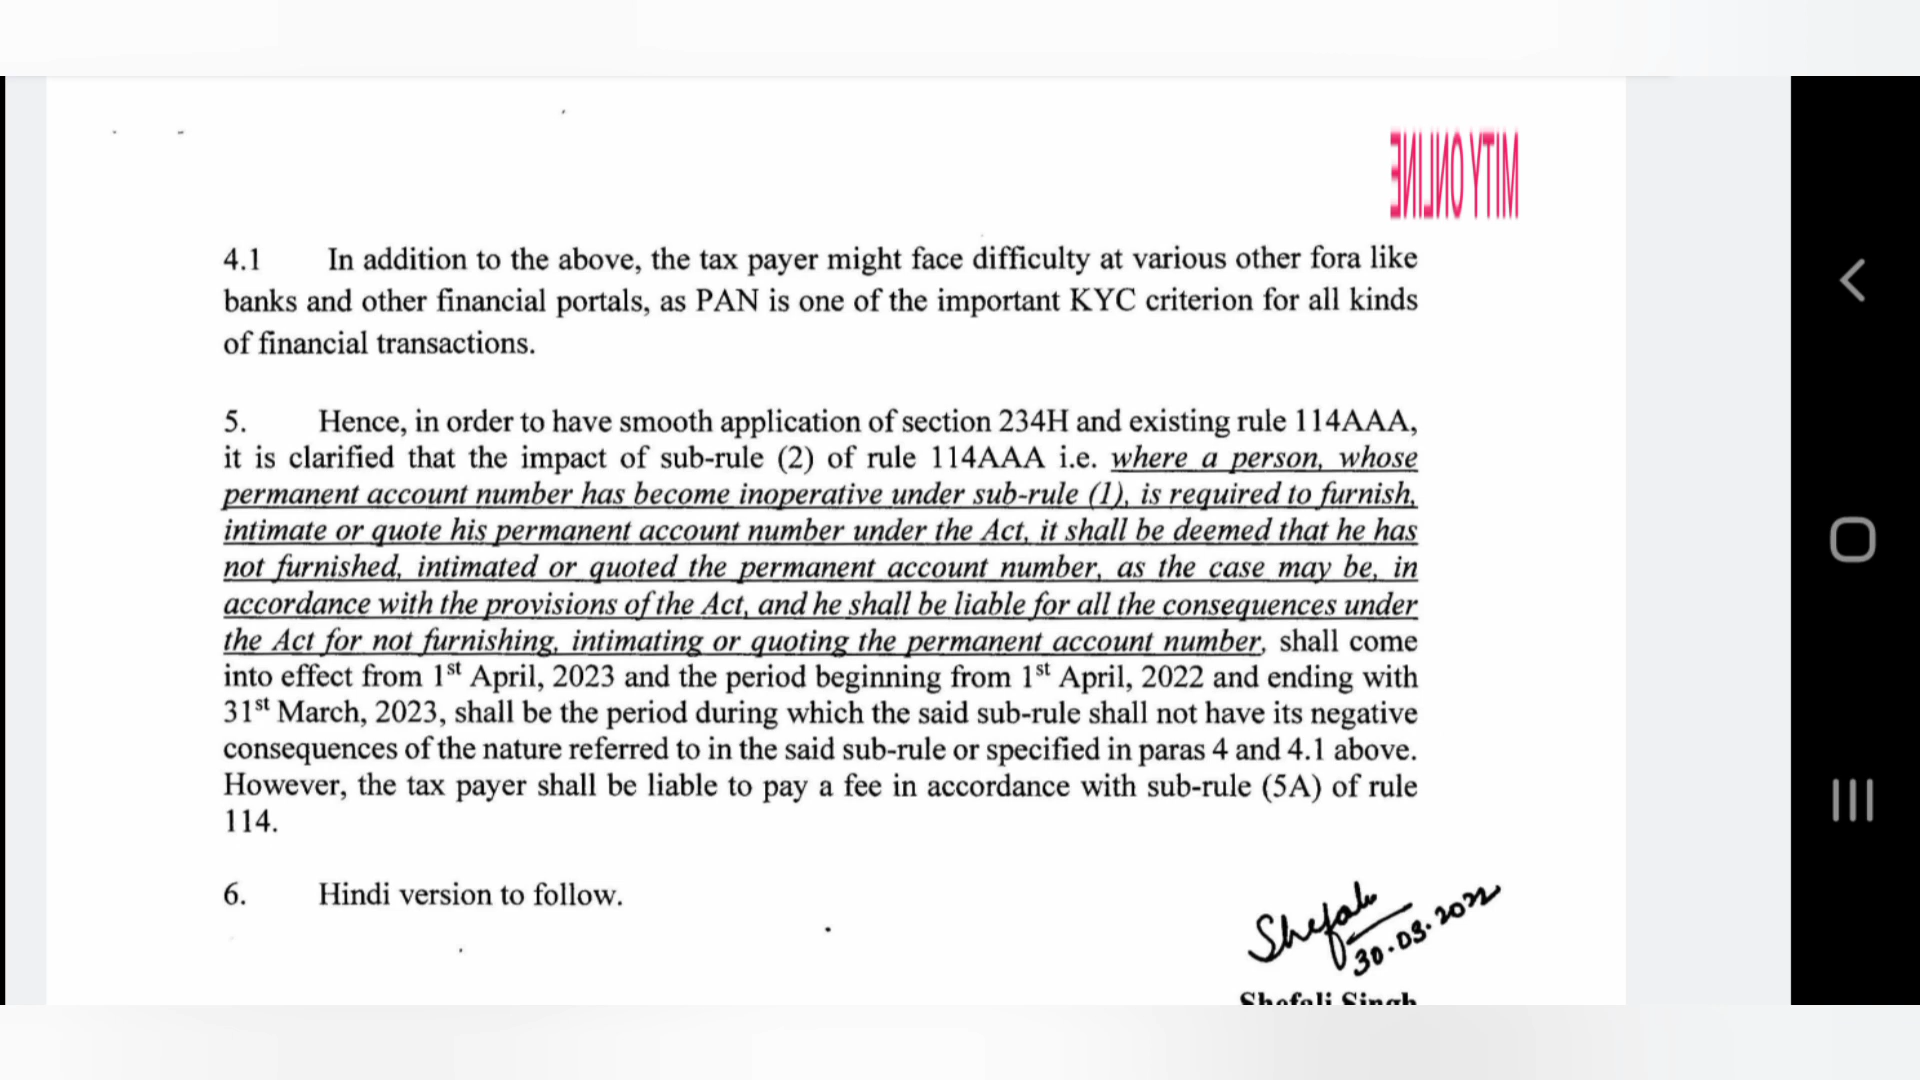 MITY ONLINE
4.1 In addition to the above, the tax payer might face difficulty at various other fora like
banks and other financial portals, as PAN is one of the important KYC criterion for all kinds
of financial transactions.
5. Hence, in order to have smooth application of section 234H and existing rule 114AAA,
it is clarified that the impact of sub-rule (2) of rule 114AAA i.e. where a person, whose
permanent account number has become inoperative under sub-rule (1), is required to furnish,
intimate or quote his permanent account number under the Act, it shall be deemed that he has
not furnished, intimated or quoted the permanent account number, as the case may be, in
accordance with the provisions of the Act, and he shall be liable for all the consequences under
the Act for not furnishing, intimating or quoting the permanent account number, shall come
into effect from 1st April, 2023 and the period beginning from 1st April, 2022 and ending with
31st March, 2023, shall be the period during which the said sub-rule shall not have its negative
consequences of the nature referred to in the said sub-rule or specified in paras 4 and 4.1 above.
However, the tax payer shall be liable to pay a fee in accordance with sub-rule (5A) of rule
114.
6. Hindi version to follow.
Shefali
30.03.2022
Shefali Singh